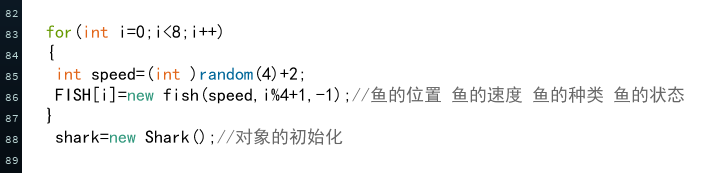 82
83 for(int i=0;i<8;i++)
84 {
85 int speed=(int )random(4)+2;
86 FISH[i]=new fish(speed,i%4+1,-1);//鱼的位置 鱼的速度 鱼的种类 鱼的状态
87 }
88 shark=new Shark();//对象的初始化
89